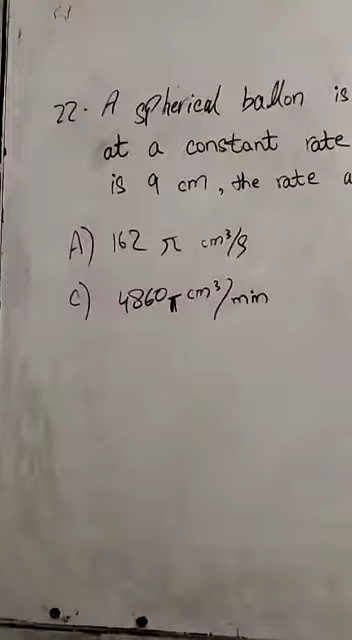 22. A spherical ballon is
at a constant rate
is 9 cm, the rate a
A) 162 π cm³/s
C) 4860π cm³/min